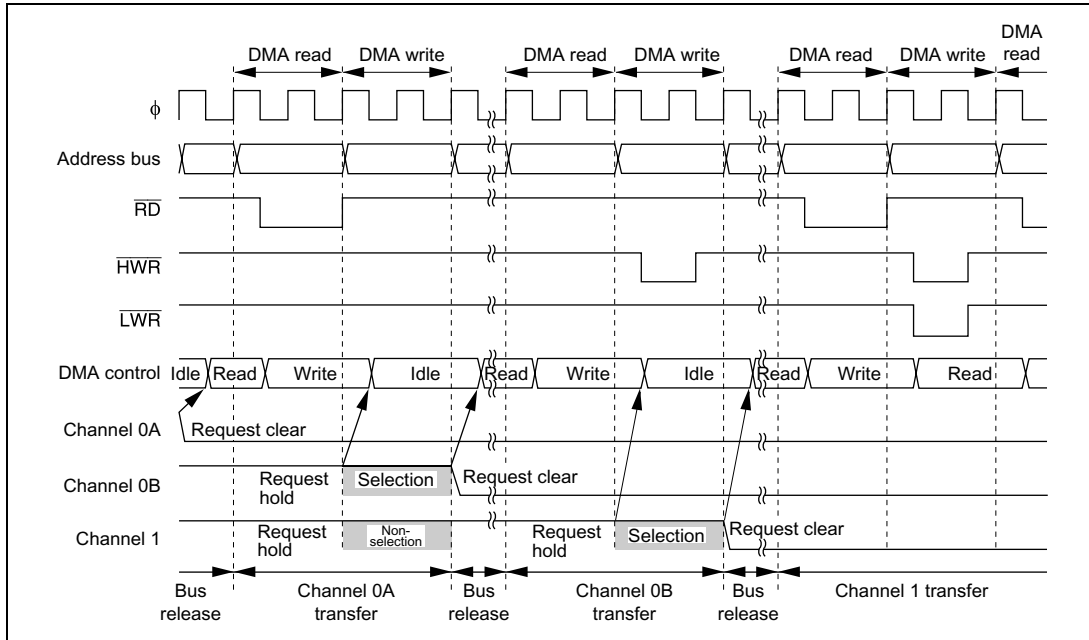 DMA read DMA write DMA read DMA write DMA read DMA write DMA
read
ϕ
Address bus
RD
HWR
LWR
DMA control Idle Read Write Idle Read Write Idle Read Write Read
Channel 0A Request clear
Channel 0B Request
hold Selection Request clear
Channel 1 Request
hold Non-
selection Request
hold Selection Request clear
Bus
release Channel 0A
transfer Bus
release Channel 0B
transfer Bus
release Channel 1 transfer